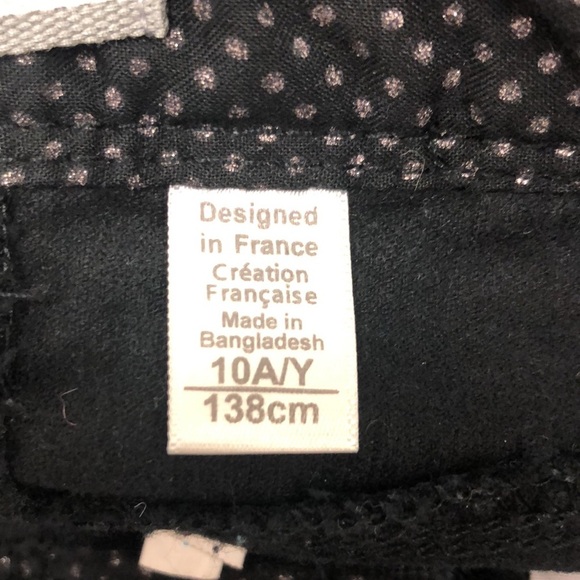 Designed
in France
Création
Française
Made in
Bangladesh
10A/Y
138cm